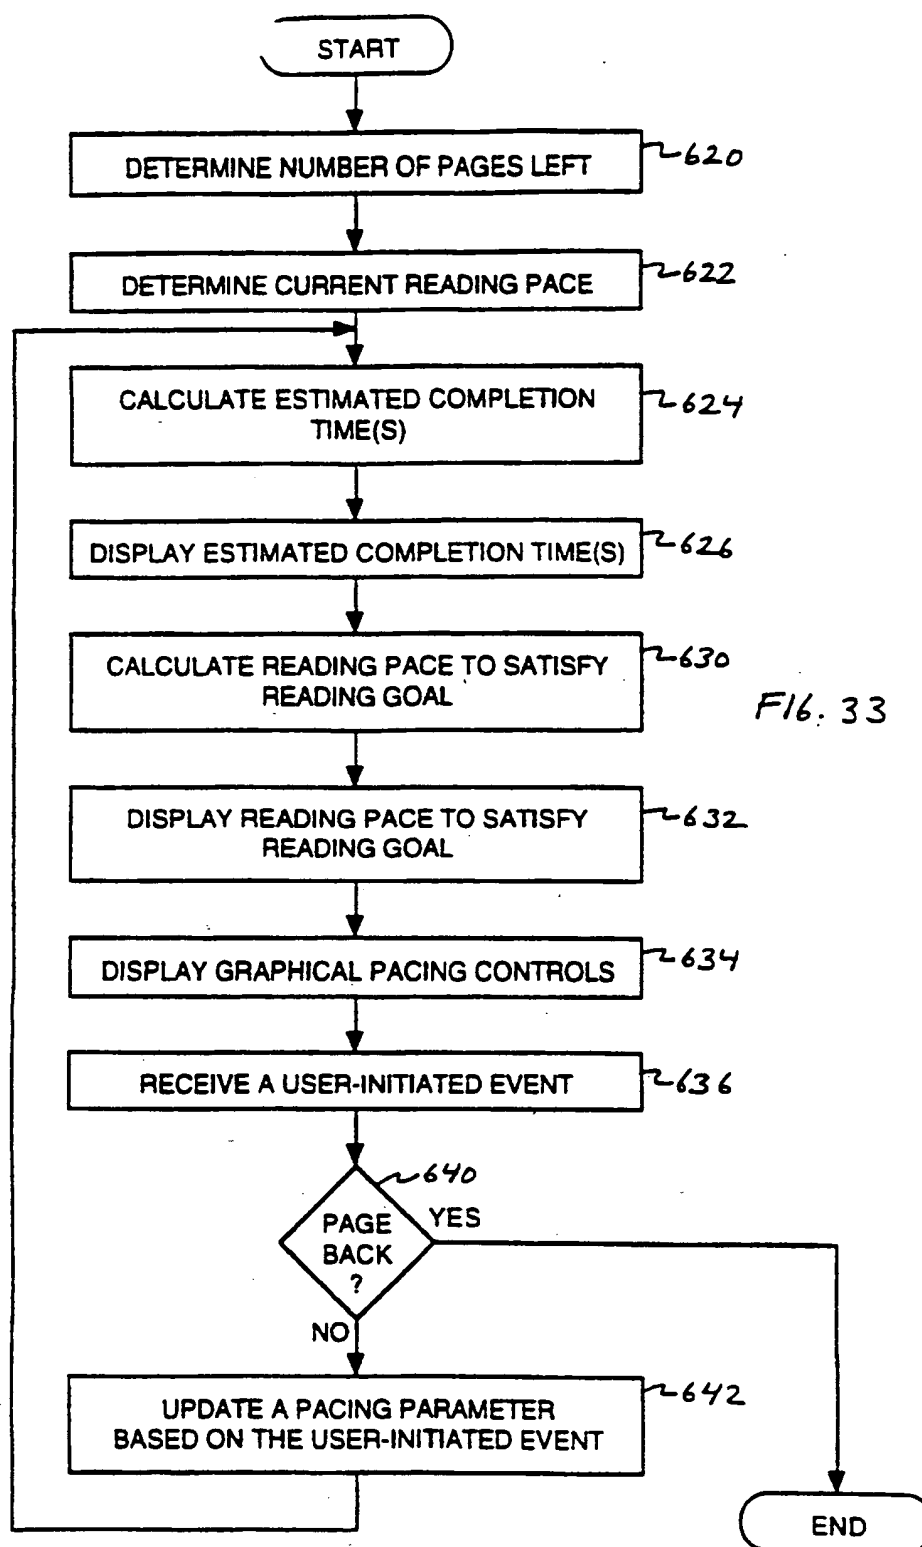 START
DETERMINE NUMBER OF PAGES LEFT
620
DETERMINE CURRENT READING PACE
622
CALCULATE ESTIMATED COMPLETION
TIME(S)
624
DISPLAY ESTIMATED COMPLETION TIME(S)
626
CALCULATE READING PACE TO SATISFY
READING GOAL
630
FIG. 33
DISPLAY READING PACE TO SATISFY
READING GOAL
632
DISPLAY GRAPHICAL PACING CONTROLS
634
RECEIVE A USER-INITIATED EVENT
636
640
PAGE
BACK
?
YES
NO
UPDATE A PACING PARAMETER
BASED ON THE USER-INITIATED EVENT
642
END